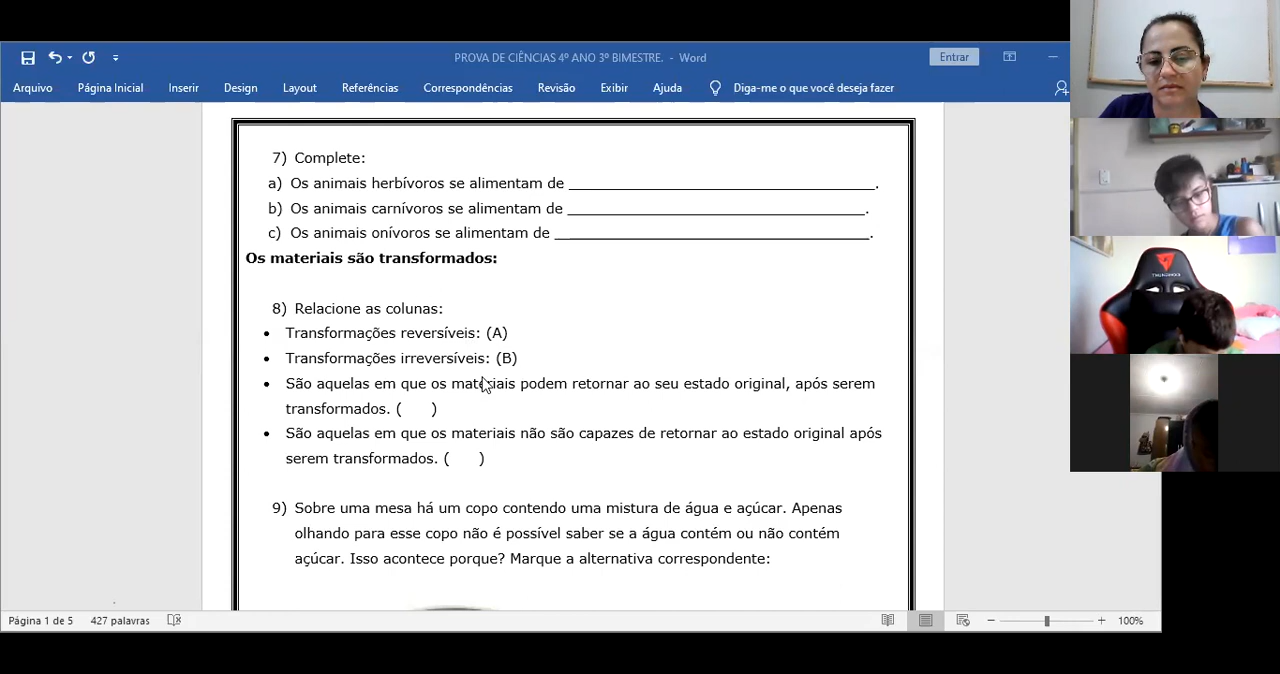 PROVA DE CIÊNCIAS 4º ANO 3º BIMESTRE. - Word
Entrar
Arquivo Página Inicial Inserir Design Layout Referências Correspondências Revisão Exibir Ajuda Diga-me o que você deseja fazer
7) Complete:
a) Os animais herbívoros se alimentam de ___________________________________.
b) Os animais carnívoros se alimentam de __________________________________.
c) Os animais onívoros se alimentam de ____________________________________.
Os materiais são transformados:
8) Relacione as colunas:
• Transformações reversíveis: (A)
• Transformações irreversíveis: (B)
• São aquelas em que os materiais podem retornar ao seu estado original, após serem
transformados. ( )
• São aquelas em que os materiais não são capazes de retornar ao estado original após
serem transformados. ( )
9) Sobre uma mesa há um copo contendo uma mistura de água e açúcar. Apenas
olhando para esse copo não é possível saber se a água contém ou não contém
açúcar. Isso acontece porque? Marque a alternativa correspondente:
Página 1 de 5 427 palavras 100%